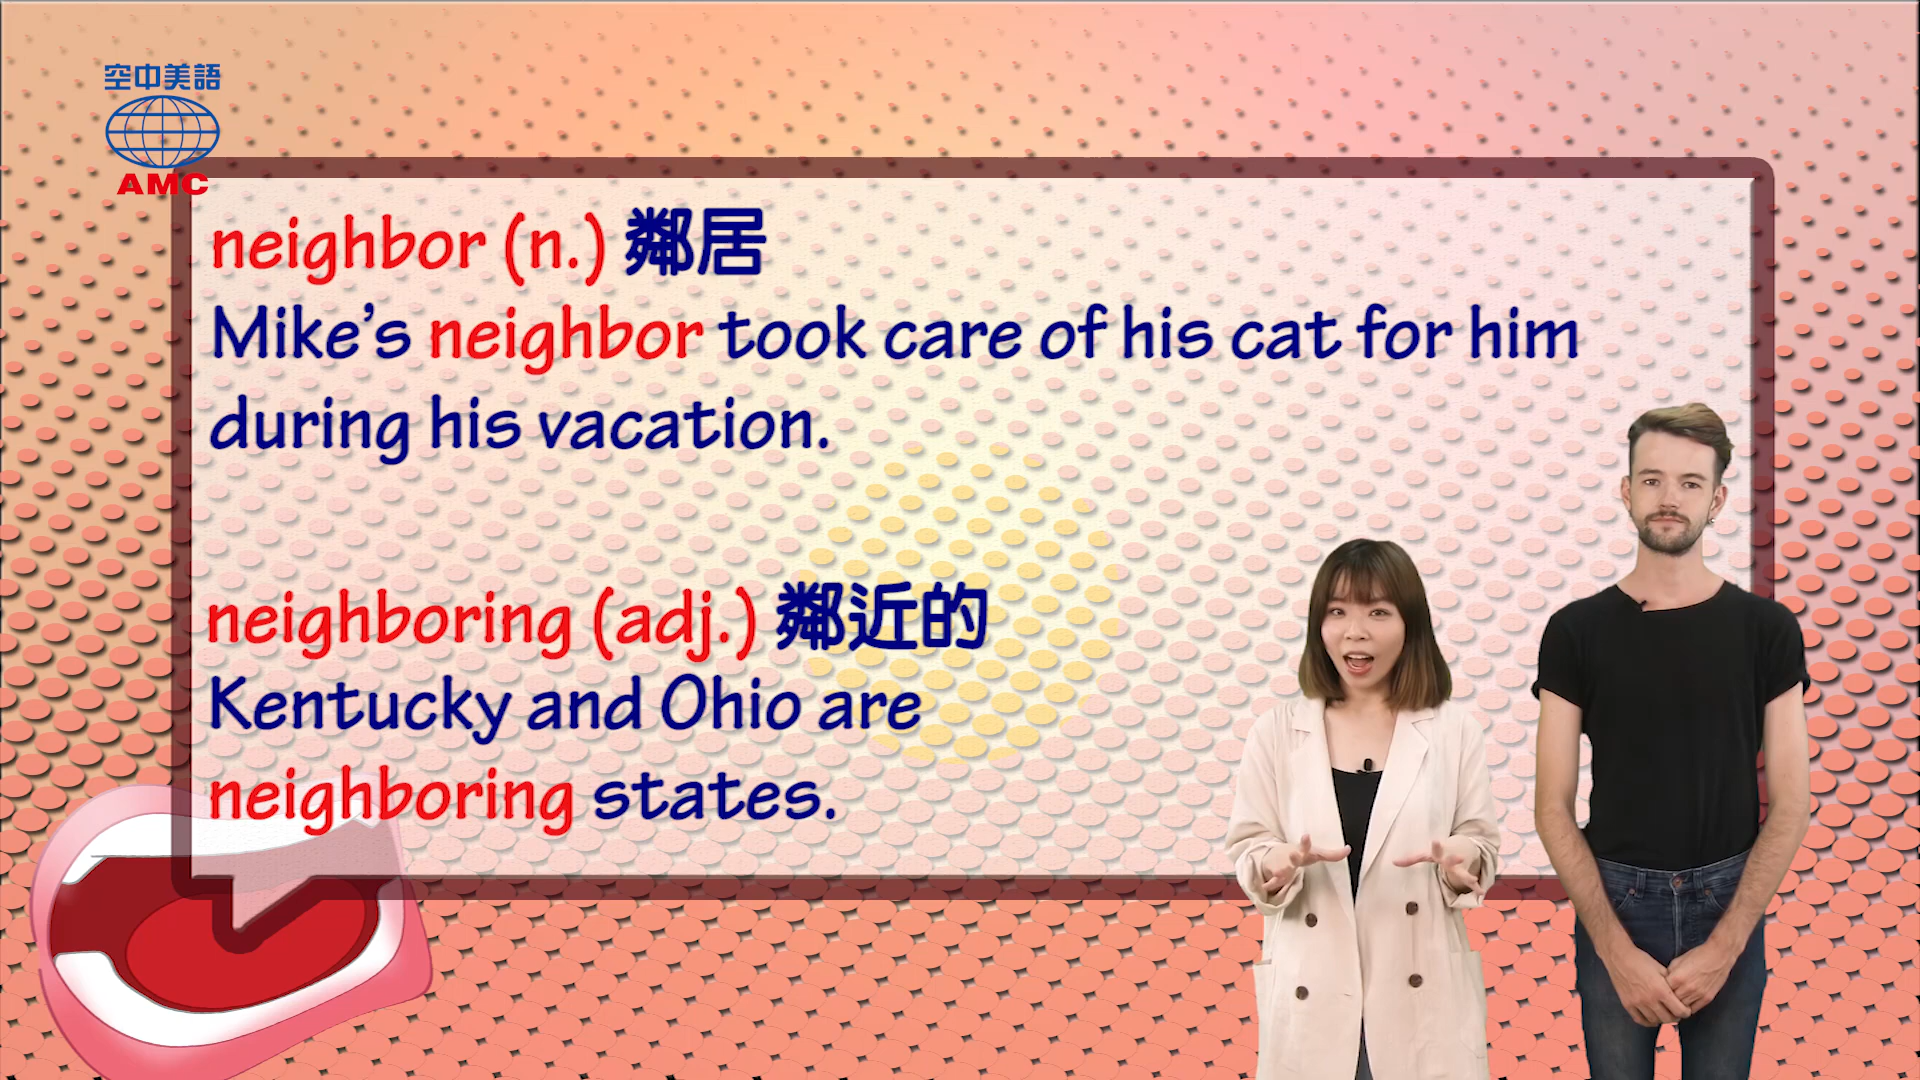 空中美語
AMC
neighbor (n.) 鄰居
Mike’s neighbor took care of his cat for him
during his vacation.
neighboring (adj.) 鄰近的
Kentucky and Ohio are
neighboring states.